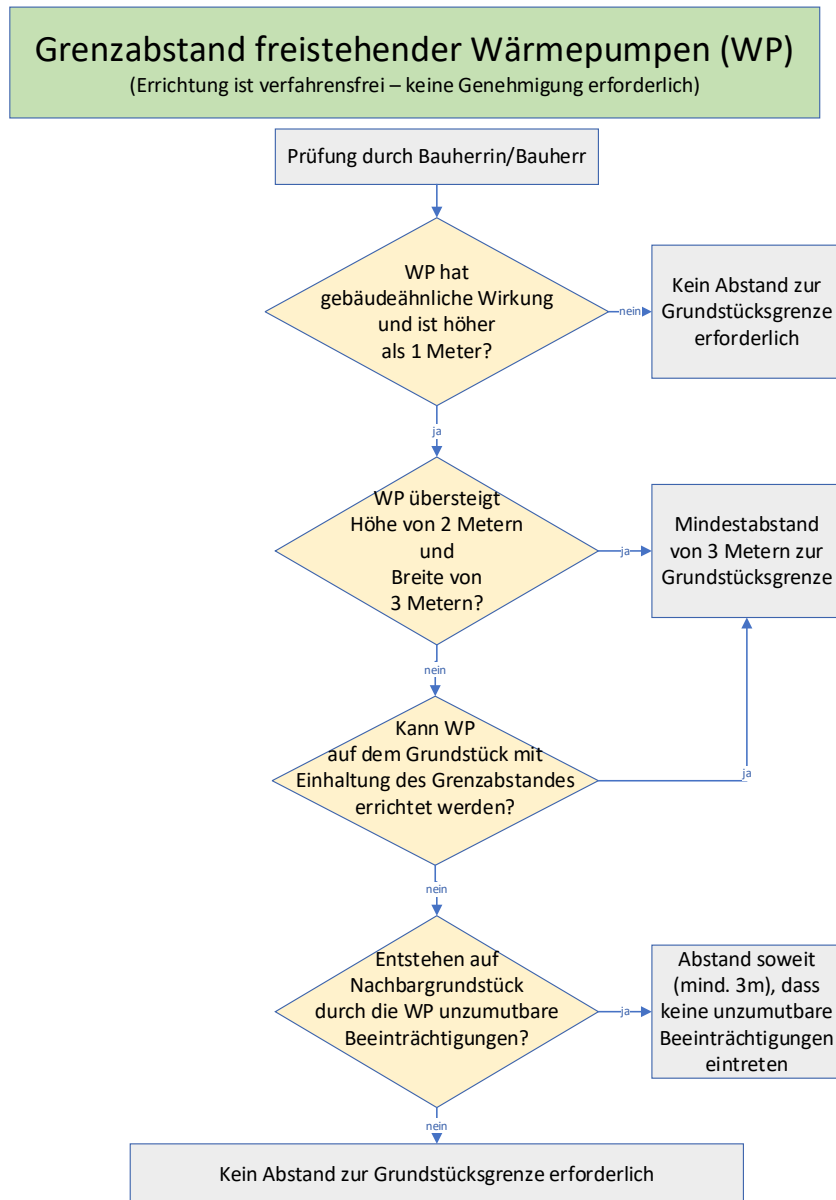 Grenzabstand freistehender Wärmepumpen (WP)
(Errichtung ist verfahrensfrei – keine Genehmigung erforderlich)
Prüfung durch Bauherrin/Bauherr
WP hat
gebäudeähnliche Wirkung
und ist höher
als 1 Meter?
nein
Kein Abstand zur
Grundstücksgrenze
erforderlich
ja
WP übersteigt
Höhe von 2 Metern
und
Breite von
3 Metern?
ja
Mindestabstand
von 3 Metern zur
Grundstücksgrenze
nein
Kann WP
auf dem Grundstück mit
Einhaltung des Grenzabstandes
errichtet werden?
ja
nein
Entstehen auf
Nachbargrundstück
durch die WP unzumutbare
Beeinträchtigungen?
ja
Abstand soweit
(mind. 3m), dass
keine unzumutbare
Beeinträchtigungen
eintreten
nein
Kein Abstand zur Grundstücksgrenze erforderlich